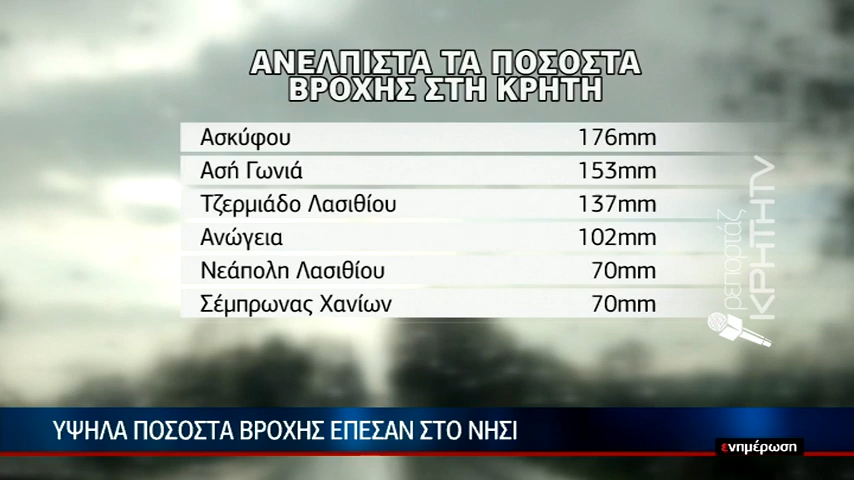 ΑΝΕΛΠΙΣΤΑ ΤΑ ΠΟΣΟΣΤΑ
ΒΡΟΧΗΣ ΣΤΗ ΚΡΗΤΗ
Ασκύφου 176mm
Ασή Γωνιά 153mm
Τζερμιάδο Λασιθίου 137mm
Ανώγεια 102mm
Νεάπολη Λασιθίου 70mm
Σέμπρωνας Χανίων 70mm
ρεπορτάζ
ΚΡΗΤΗTV
ΥΨΗΛΑ ΠΟΣΟΣΤΑ ΒΡΟΧΗΣ ΕΠΕΣΑΝ ΣΤΟ ΝΗΣΙ
ενημέρωση